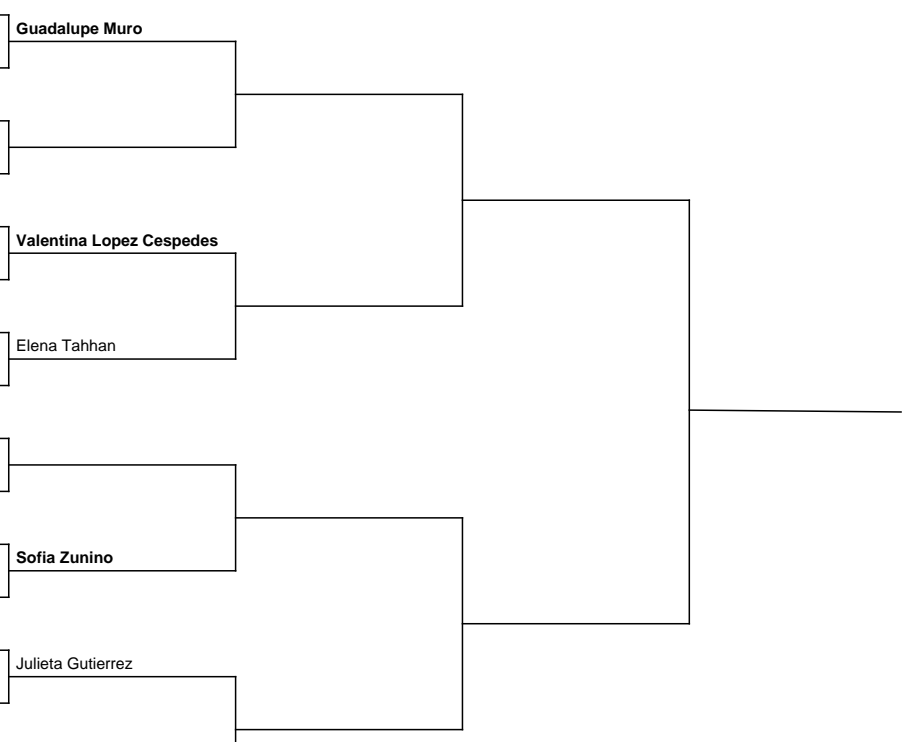 Guadalupe Muro
Valentina Lopez Cespedes
Elena Tahhan
Sofia Zunino
Julieta Gutierrez